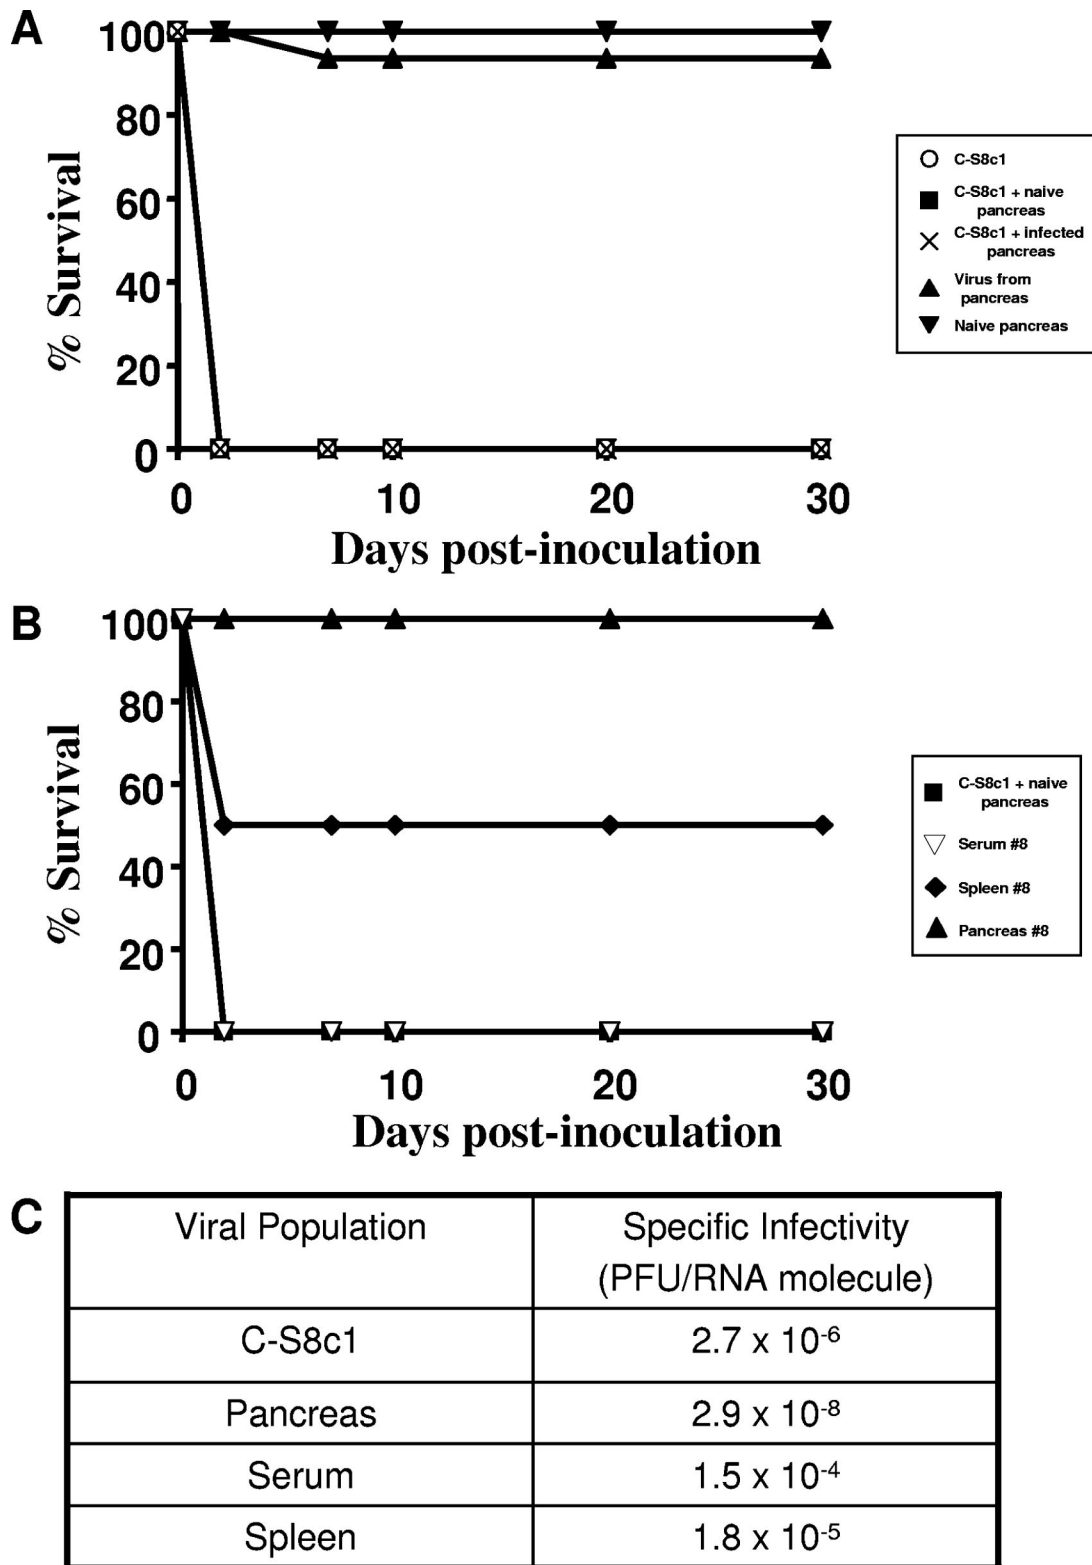 A
100
80
60
40
20
0
% Survival
0 10 20 30
Days post-inoculation
C-S8c1
C-S8c1 + naive
pancreas
C-S8c1 + infected
pancreas
Virus from
pancreas
Naive pancreas
B
100
80
60
40
20
0
% Survival
0 10 20 30
Days post-inoculation
C-S8c1 + naive
pancreas
Serum #8
Spleen #8
Pancreas #8
C
Viral Population Specific Infectivity
(PFU/RNA molecule)
C-S8c1 2.7 x 10⁻⁶
Pancreas 2.9 x 10⁻⁸
Serum 1.5 x 10⁻⁴
Spleen 1.8 x 10⁻⁵